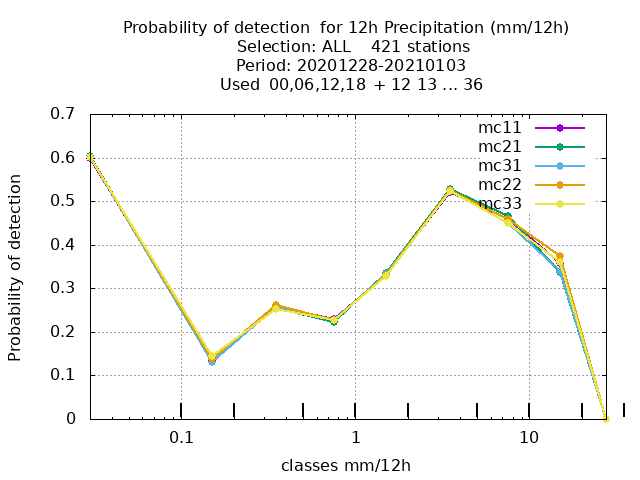 Probability of detection  for 12h Precipitation (mm/12h)
Selection: ALL    421 stations
Period: 20201228-20210103
Used  00,06,12,18  + 12 13 ... 36
Probability of detection
0.7
0.6
0.5
0.4
0.3
0.2
0.1
0
mc11
mc21
mc31
mc22
mc33
0.1
1
10
classes mm/12h